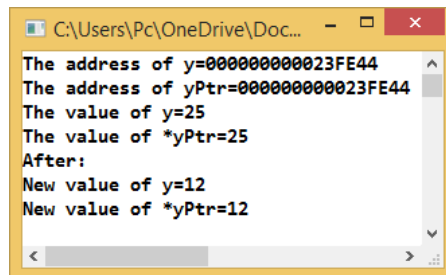 C:\Users\Pc\OneDrive\Doc...
The address of y=000000000023FE44
The address of yPtr=000000000023FE44
The value of y=25
The value of *yPtr=25
After:
New value of y=12
New value of *yPtr=12